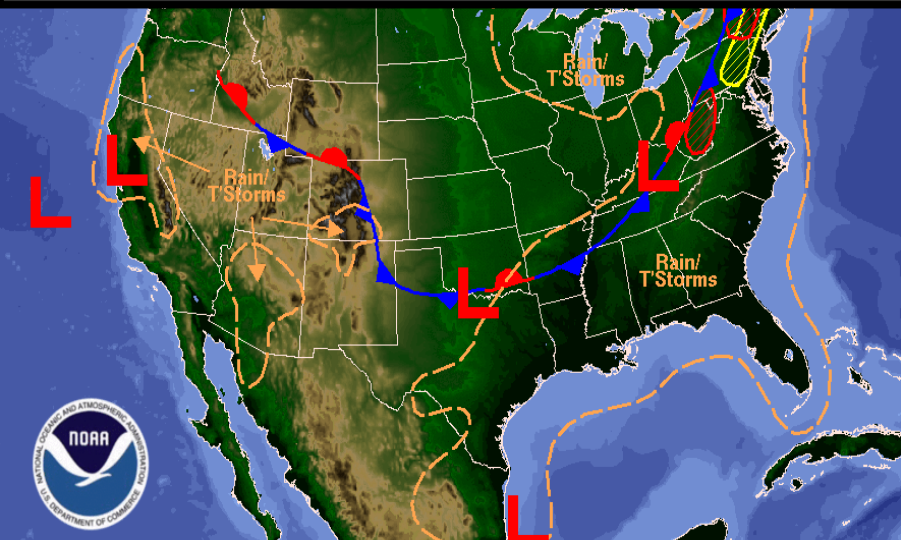 Rain/
T'Storms
Rain/
T'Storms
Rain/
T'Storms
L
L
L
L
L
NATIONAL OCEANIC AND ATMOSPHERIC ADMINISTRATION
NOAA
U.S. DEPARTMENT OF COMMERCE